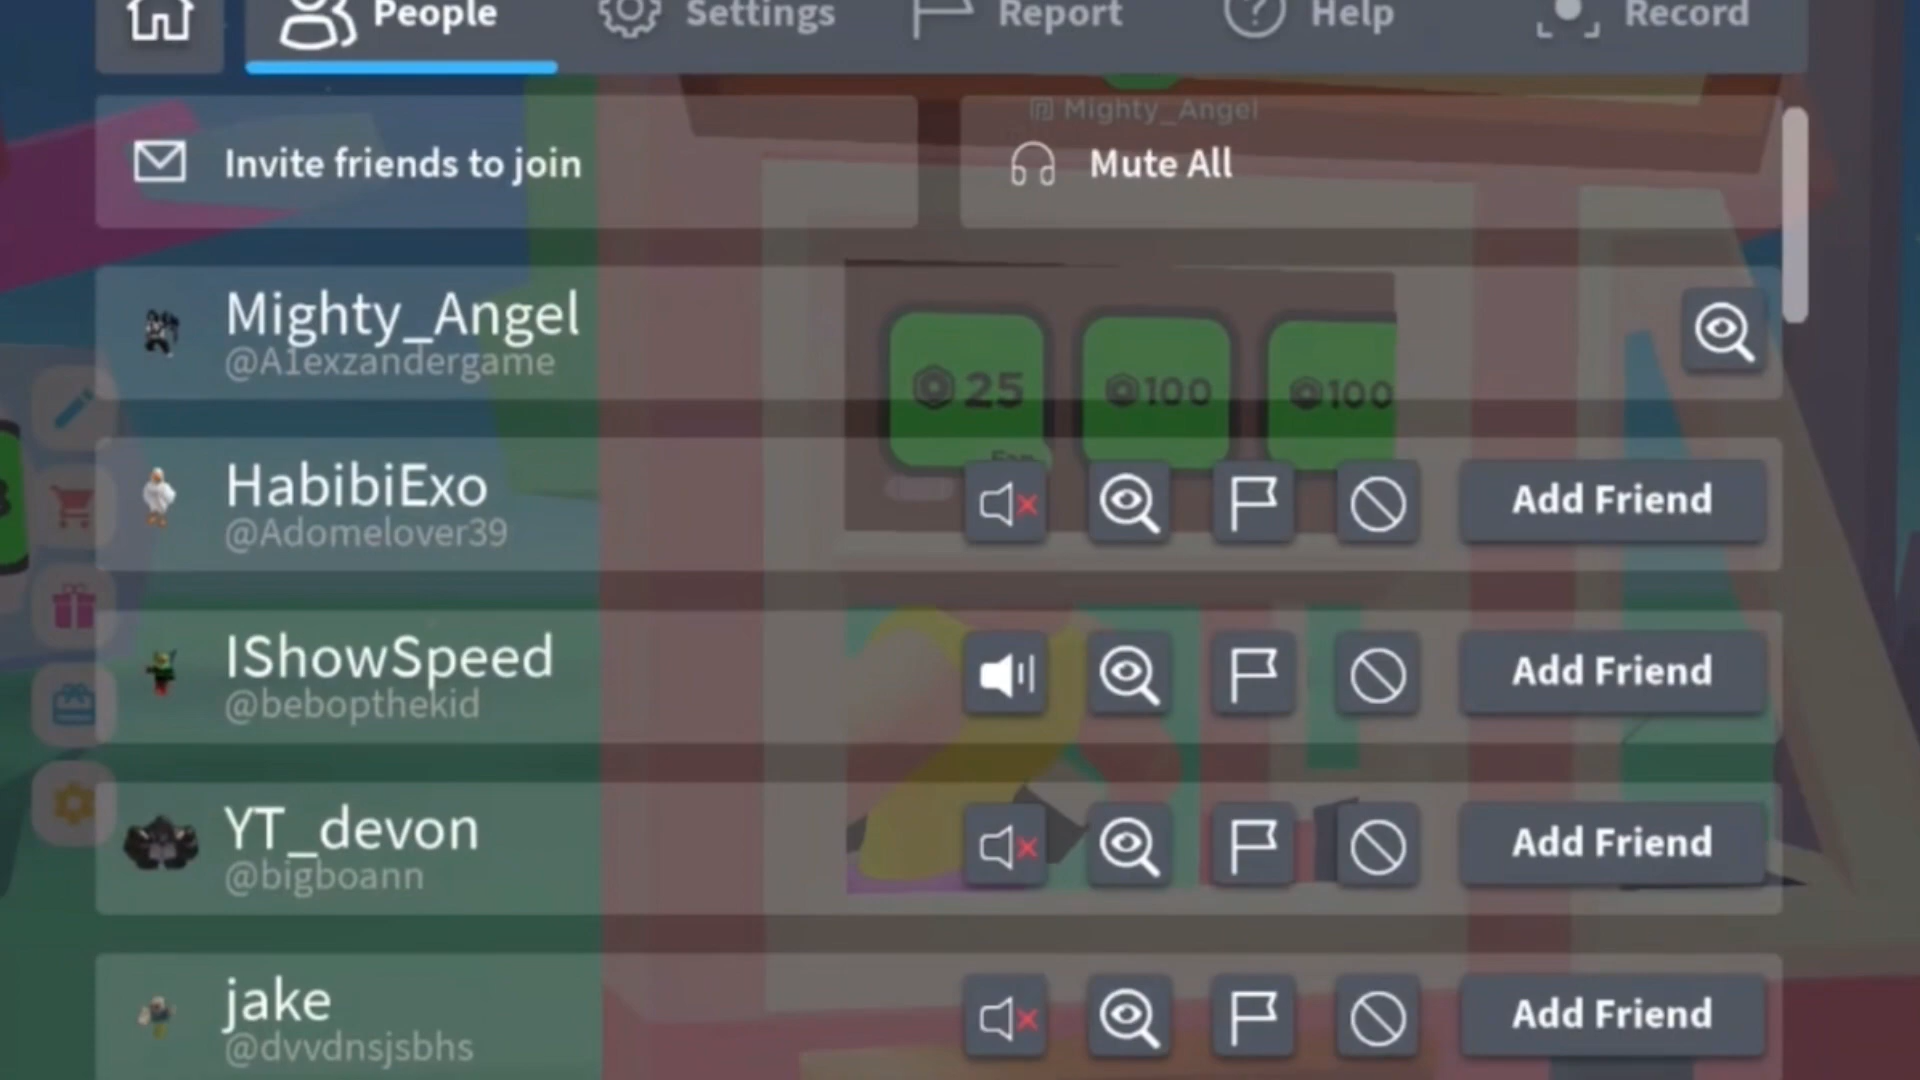 People
Settings
Report
Help
Record
Mighty_Angel
Invite friends to join
Mute All
Mighty_Angel
@A1exzandergame
25
100
100
HabibiExo
@Adomelover39
Add Friend
IShowSpeed
@bebopthekid
Add Friend
YT_devon
@bigboann
Add Friend
jake
@dvvdnsjsbhs
Add Friend